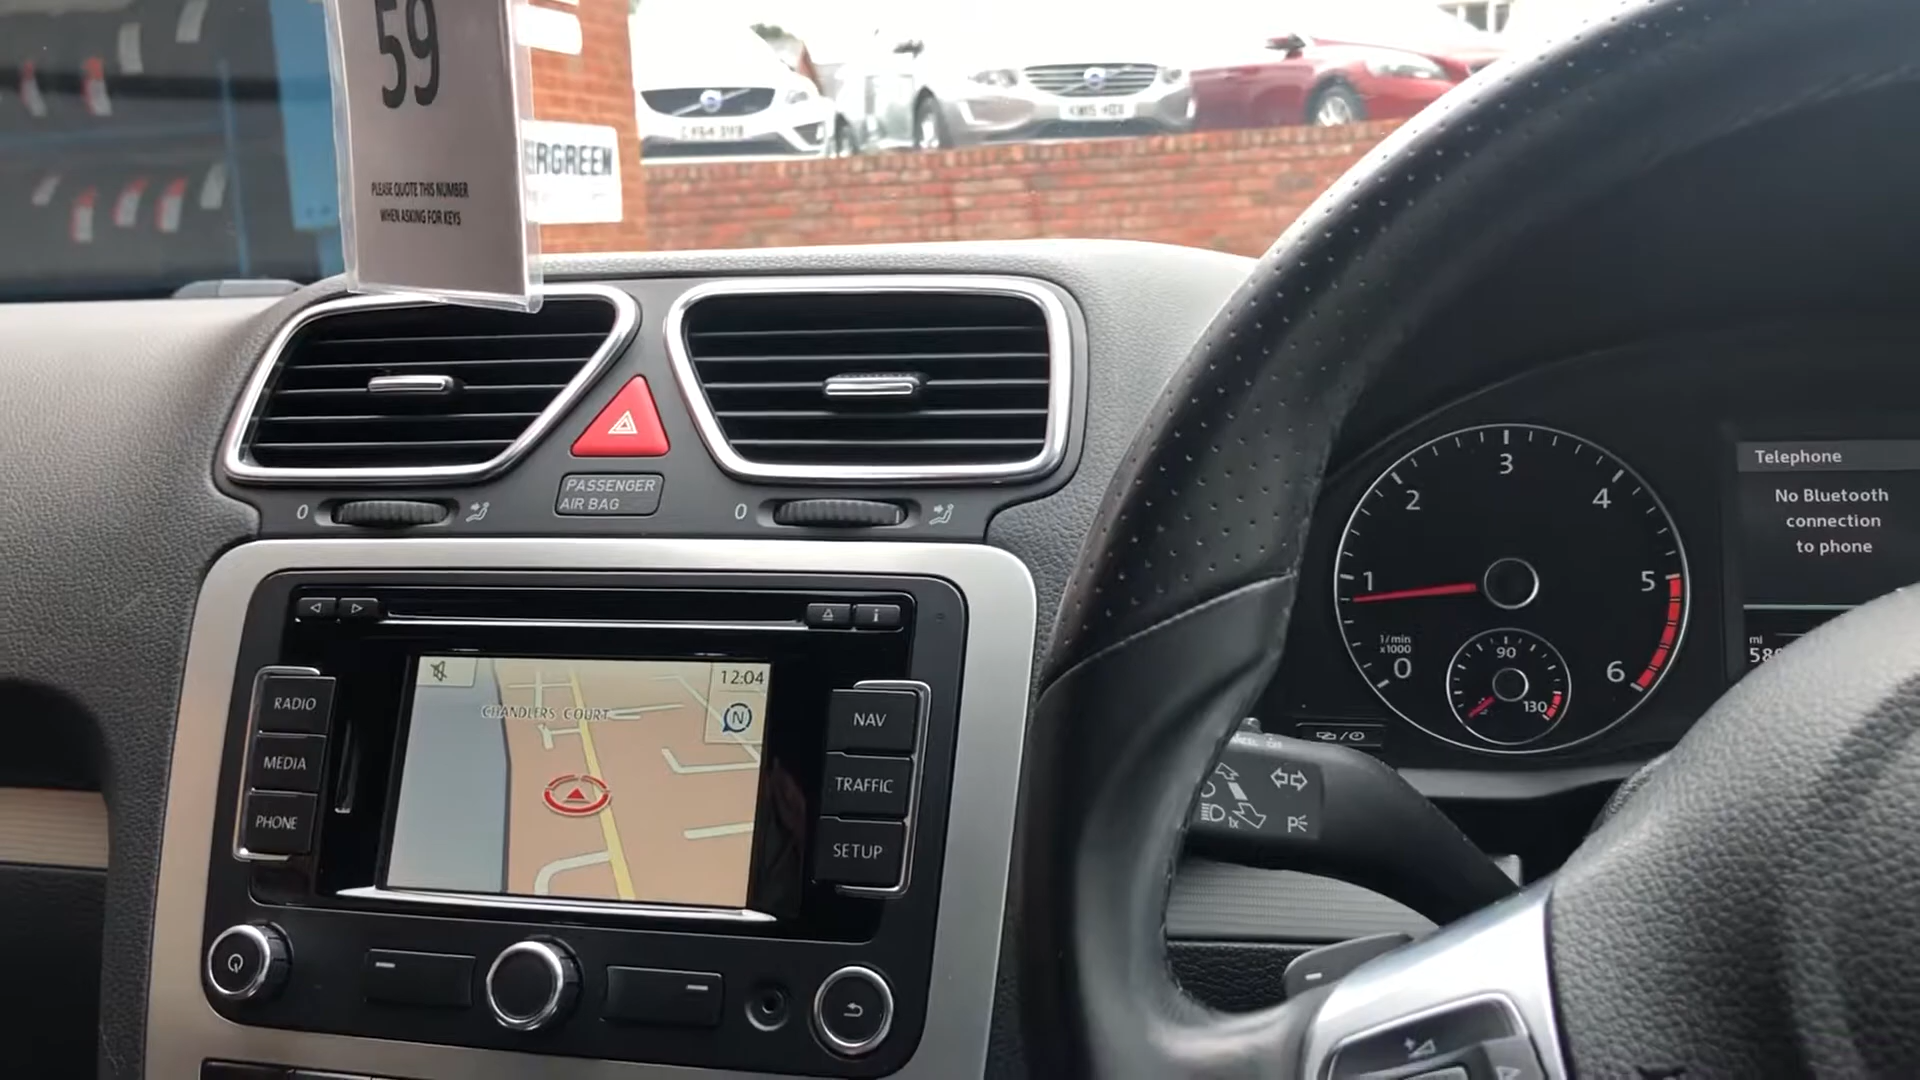 59
PLEASE QUOTE THIS NUMBER
WHEN ASKING FOR KEYS
ERGREEN
PASSENGER
AIR BAG
0
0
RADIO
MEDIA
PHONE
12:04
CHANDLERS COURT
N
NAV
TRAFFIC
SETUP
i
0
1
2
3
4
5
6
1/min
x1000
90
130
Telephone
No Bluetooth
connection
to phone
mi
1x